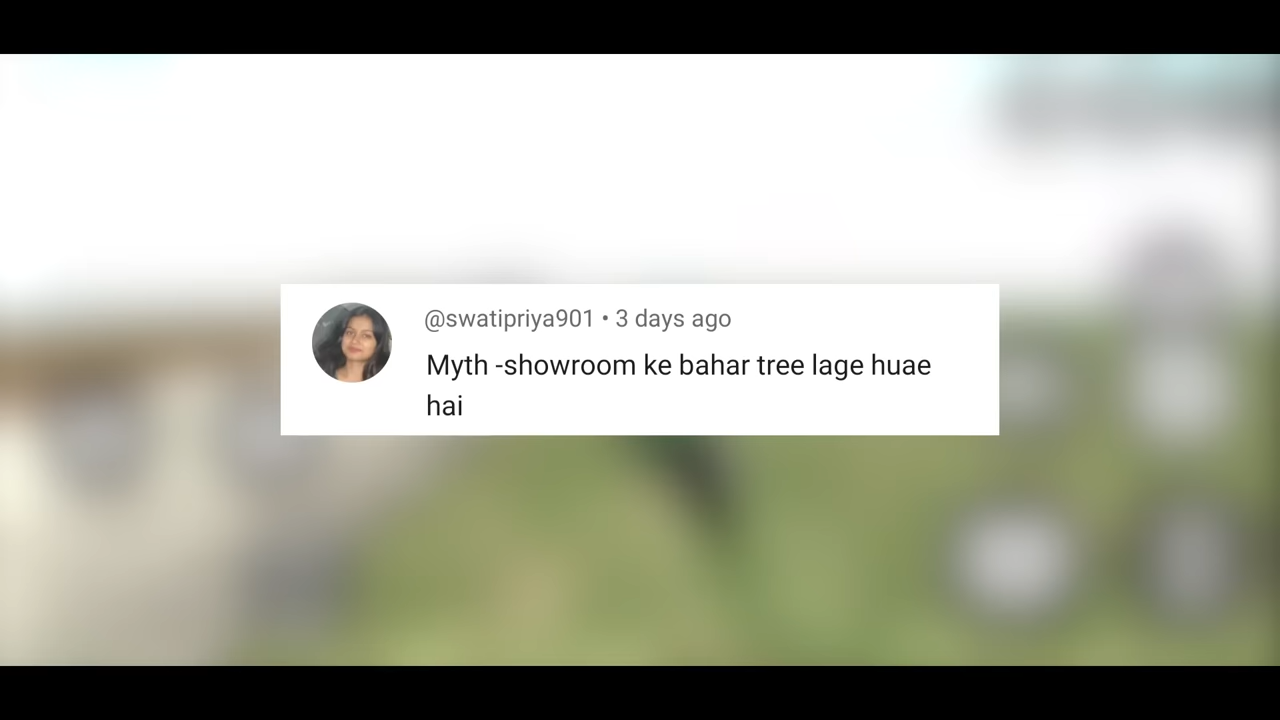 @swatipriya901 • 3 days ago
Myth -showroom ke bahar tree lage huae
hai